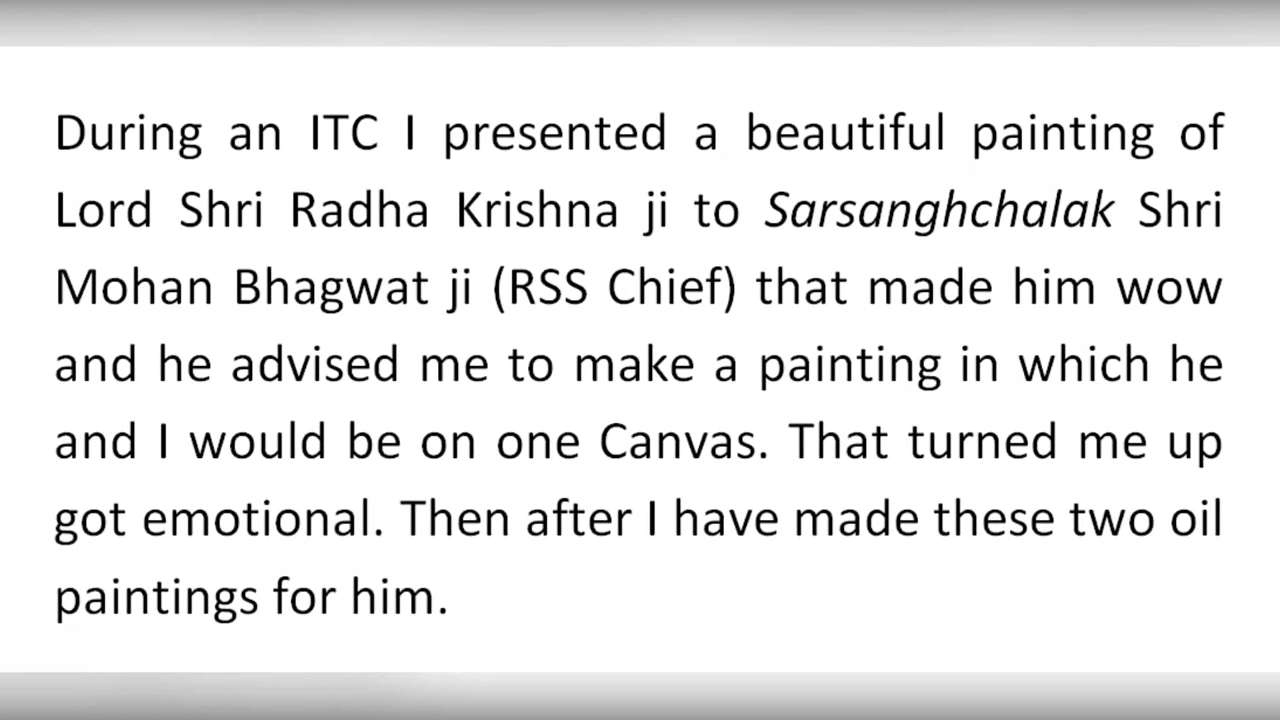 During an ITC I presented a beautiful painting of
Lord Shri Radha Krishna ji to Sarsanghchalak Shri
Mohan Bhagwat ji (RSS Chief) that made him wow
and he advised me to make a painting in which he
and I would be on one Canvas. That turned me up
got emotional. Then after I have made these two oil
paintings for him.